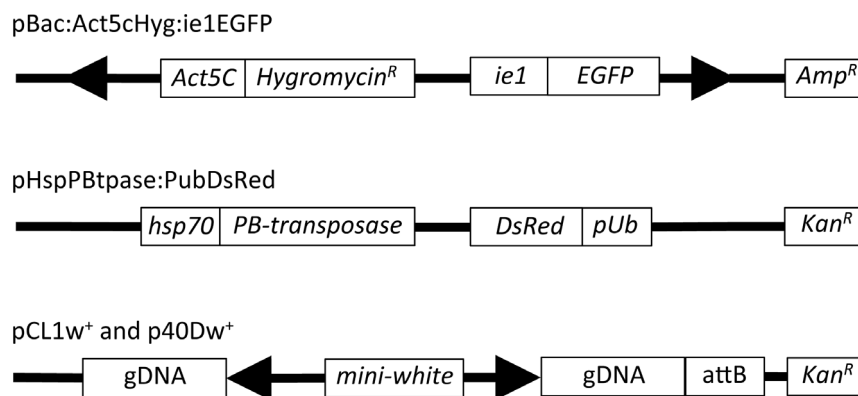 pBac:Act5cHyg:ie1EGFP
Act5C Hygromycinᴿ ie1 EGFP Ampᴿ
pHspPBtpase:PubDsRed
hsp70 PB-transposase DsRed pUb Kanᴿ
pCL1w⁺ and p40Dw⁺
gDNA mini-white gDNA attB Kanᴿ